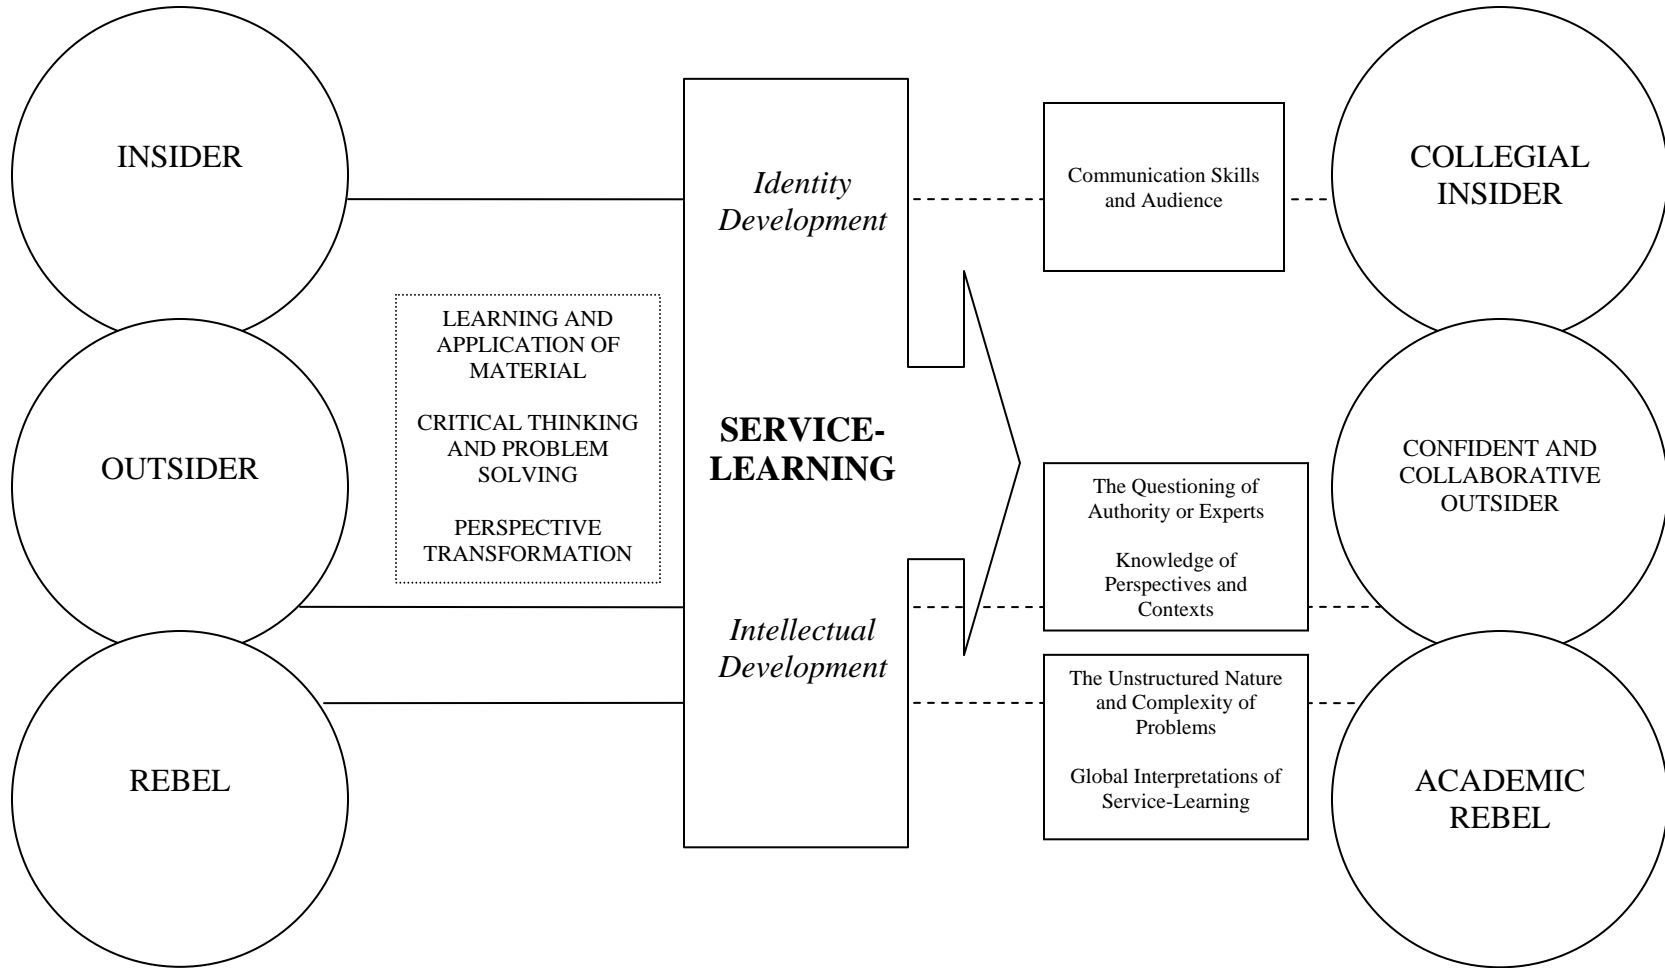 INSIDER
OUTSIDER
REBEL
LEARNING AND
APPLICATION OF
MATERIAL
CRITICAL THINKING
AND PROBLEM
SOLVING
PERSPECTIVE
TRANSFORMATION
Identity
Development
SERVICE-
LEARNING
Intellectual
Development
Communication Skills
and Audience
The Questioning of
Authority or Experts
Knowledge of
Perspectives and
Contexts
The Unstructured Nature
and Complexity of
Problems
Global Interpretations of
Service-Learning
COLLEGIAL
INSIDER
CONFIDENT AND
COLLABORATIVE
OUTSIDER
ACADEMIC
REBEL